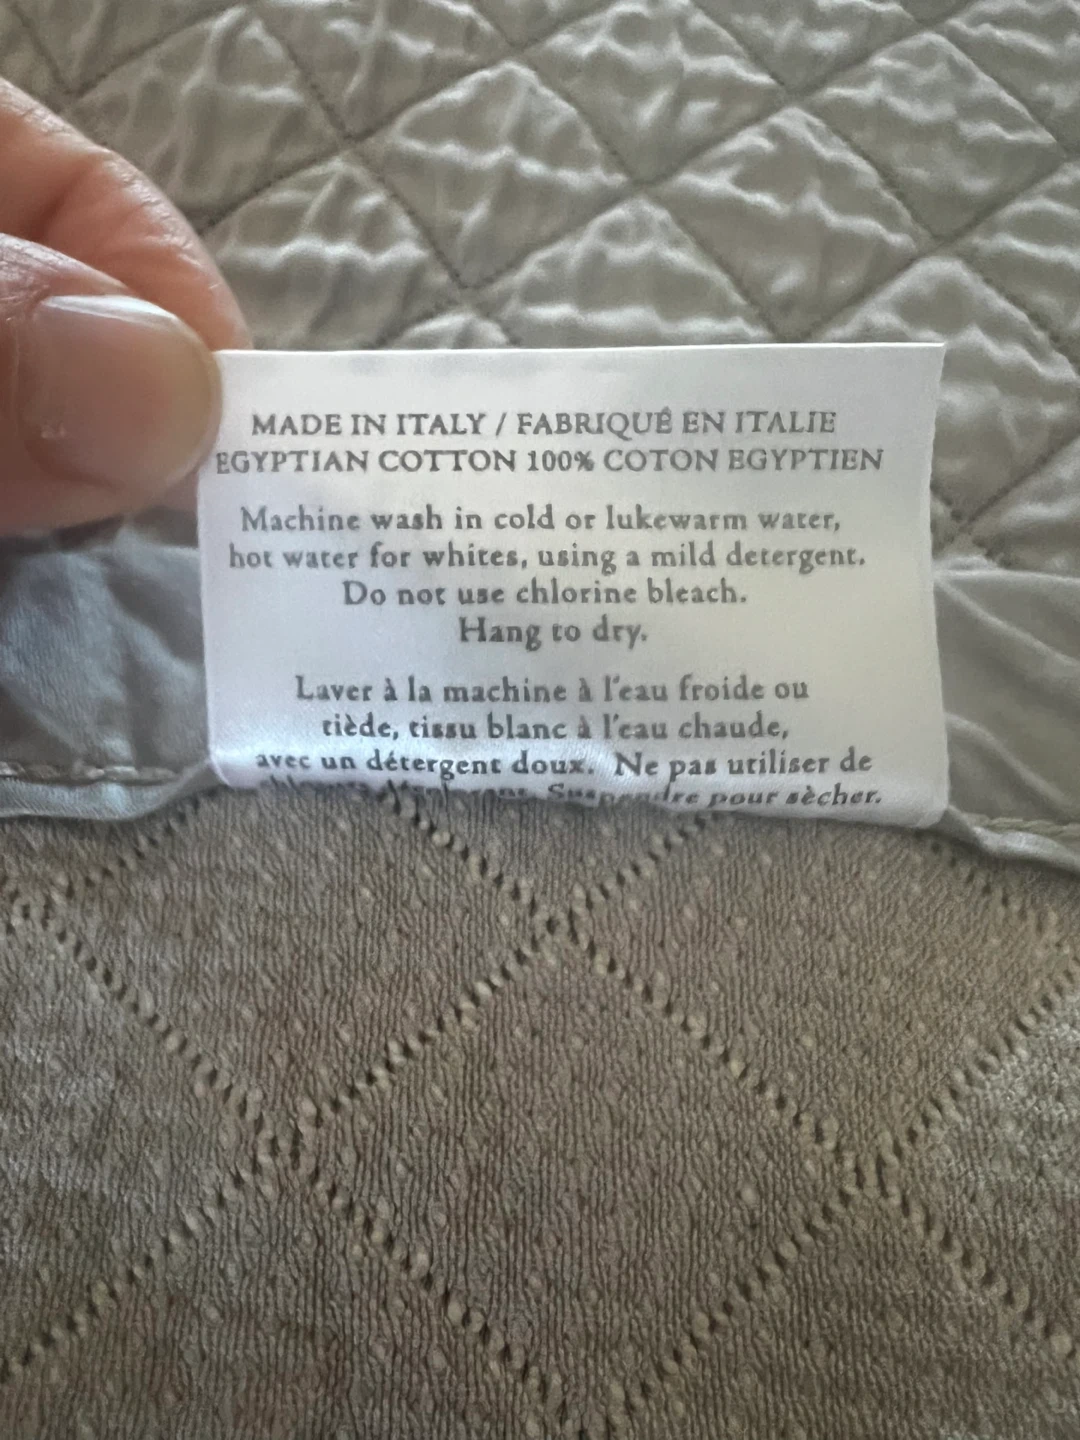 MADE IN ITALY / FABRIQUÉ EN ITALIE
EGYPTIAN COTTON 100% COTON EGYPTIEN
Machine wash in cold or lukewarm water,
hot water for whites, using a mild detergent.
Do not use chlorine bleach.
Hang to dry.
Laver à la machine à l'eau froide ou
tiède, tissu blanc à l'eau chaude,
avec un détergent doux. Ne pas utiliser de
Suspendre pour sècher.